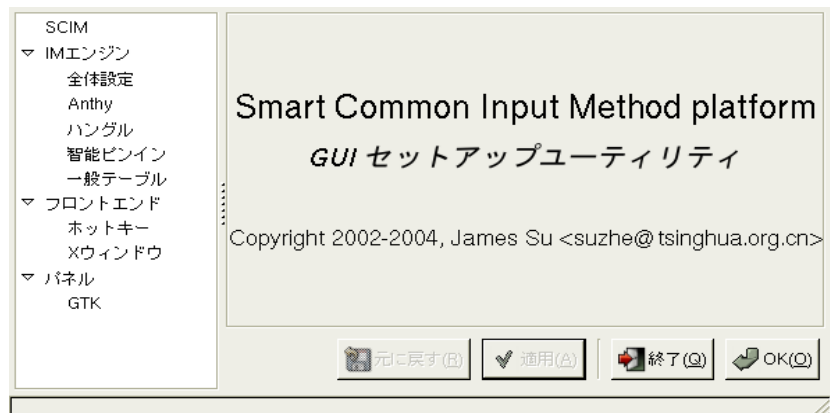 SCIM
IMエンジン
全体設定
Anthy
ハングル
智能ピンイン
一般テーブル
フロントエンド
ホットキー
Xウィンドウ
パネル
GTK
Smart Common Input Method platform
GUI セットアップユーティリティ
Copyright 2002-2004, James Su <suzhe@tsinghua.org.cn>
元に戻す(R)
適用(A)
終了(Q)
OK(O)